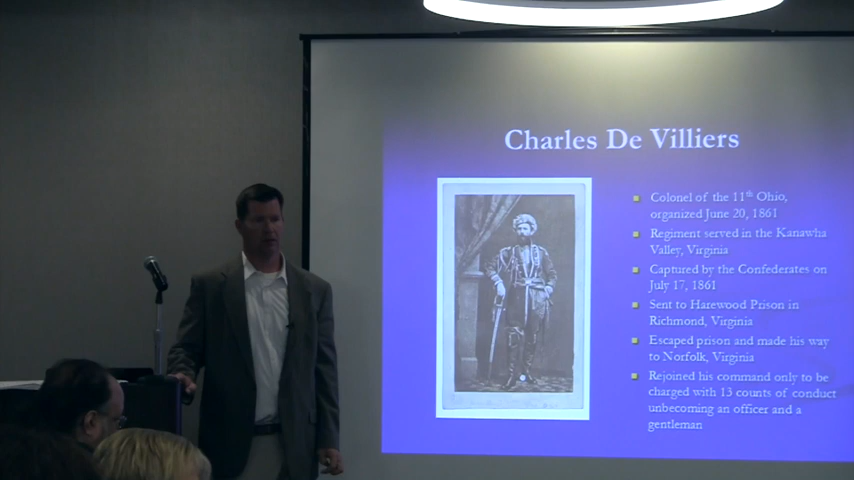 Charles De Villiers
Colonel of the 11th Ohio,
organized June 20, 1861
Regiment served in the Kanawha
Valley, Virginia
Captured by the Confederates on
July 17, 1861
Sent to Harewood Prison in
Richmond, Virginia
Escaped prison and made his way
to Norfolk, Virginia
Rejoined his command only to be
charged with 13 counts of conduct
unbecoming an officer and a
gentleman